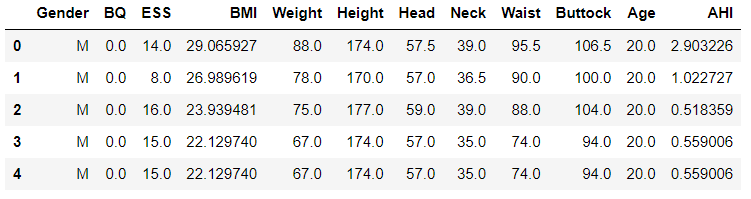 Gender BQ ESS BMI Weight Height Head Neck Waist Buttock Age AHI
0 M 0.0 14.0 29.065927 88.0 174.0 57.5 39.0 95.5 106.5 20.0 2.903226
1 M 0.0 8.0 26.989619 78.0 170.0 57.0 36.5 90.0 100.0 20.0 1.022727
2 M 0.0 16.0 23.939481 75.0 177.0 59.0 39.0 88.0 104.0 20.0 0.518359
3 M 0.0 15.0 22.129740 67.0 174.0 57.0 35.0 74.0 94.0 20.0 0.559006
4 M 0.0 15.0 22.129740 67.0 174.0 57.0 35.0 74.0 94.0 20.0 0.559006